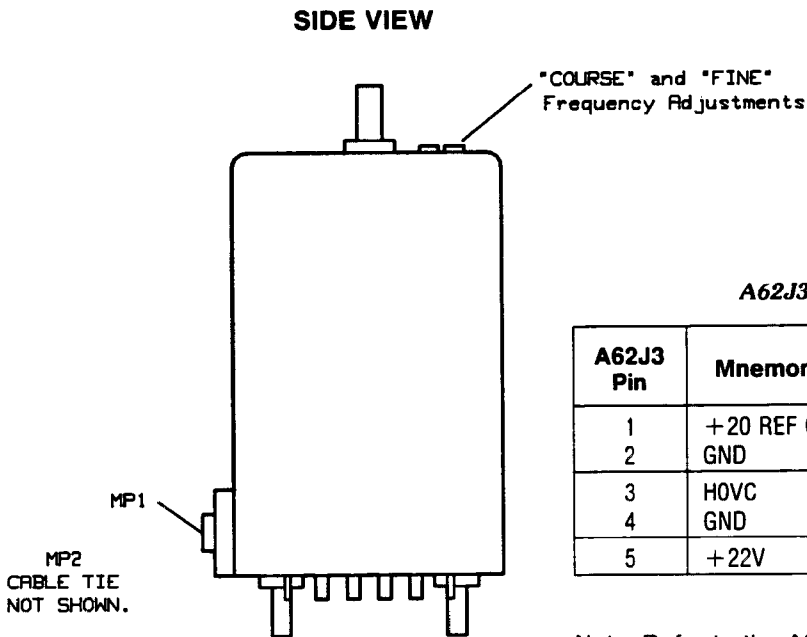 SIDE VIEW
"COURSE" and "FINE"
Frequency Adjustments
MP1
MP2
CABLE TIE
NOT SHOWN.
A62J3
A62J3 Pin
1 +20 REF
2 GND
3 HOVC
4 GND
5 +22V